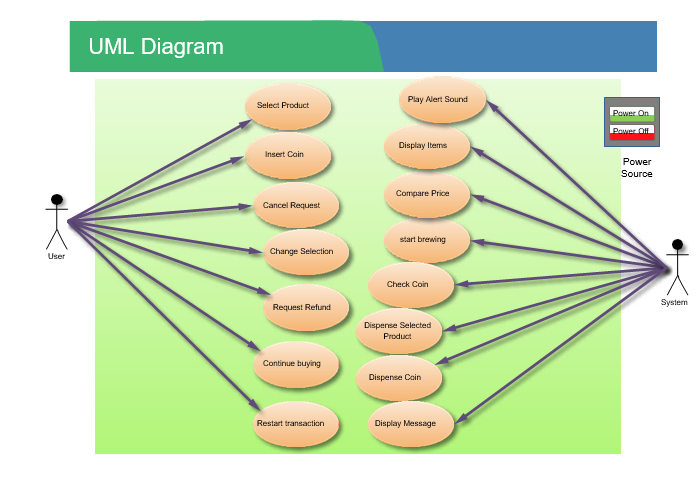 UML Diagram
Select Product
Insert Coin
Cancel Request
Change Selection
Request Refund
Continue buying
Restart transaction
Play Alert Sound
Display Items
Compare Price
start brewing
Check Coin
Dispense Selected
Product
Dispense Coin
Display Message
Power On
Power Off
Power
Source
User
System